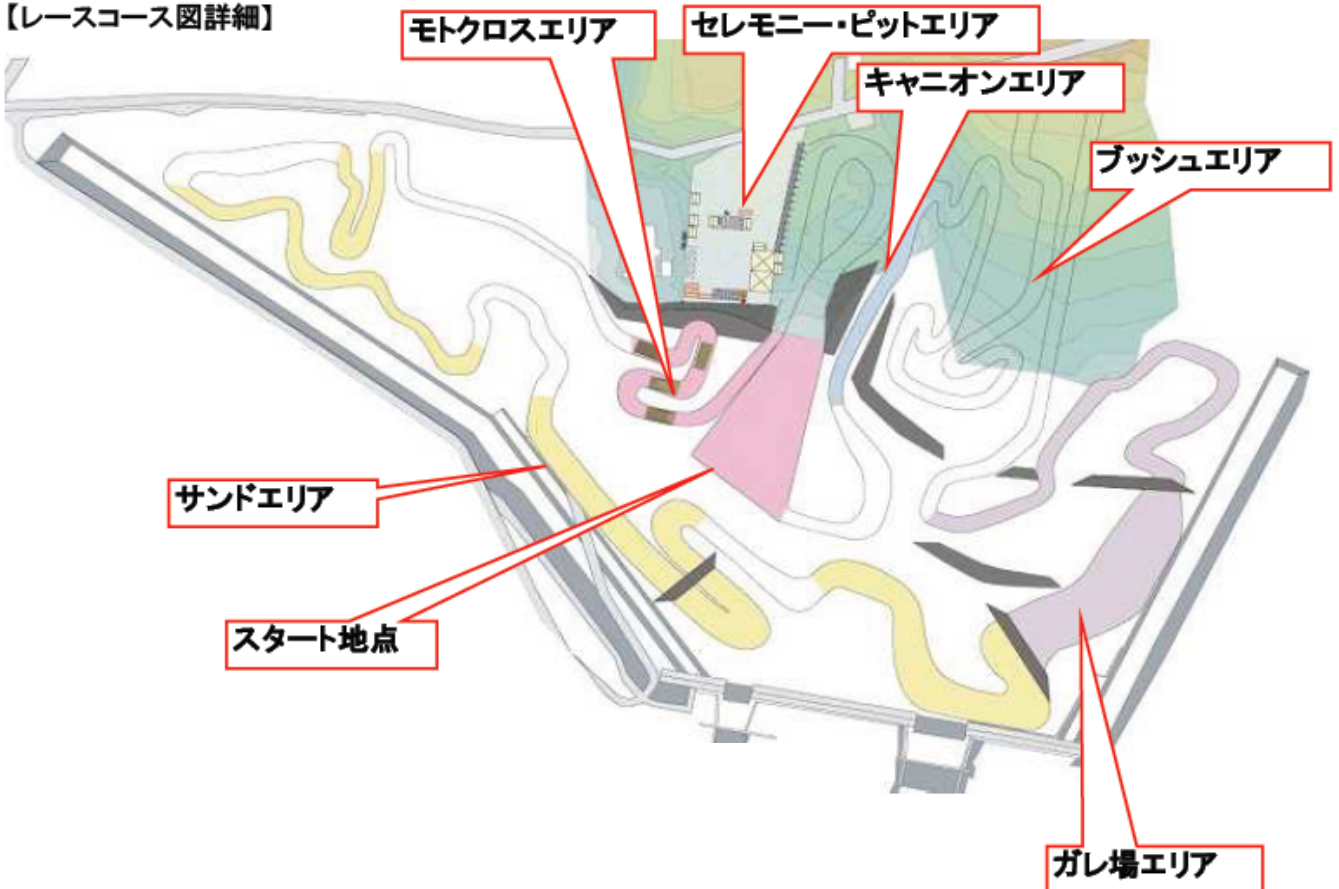 【レースコース図詳細】
モトクロスエリア
セレモニー・ピットエリア
キャニオンエリア
ブッシュエリア
サンドエリア
スタート地点
ガレ場エリア